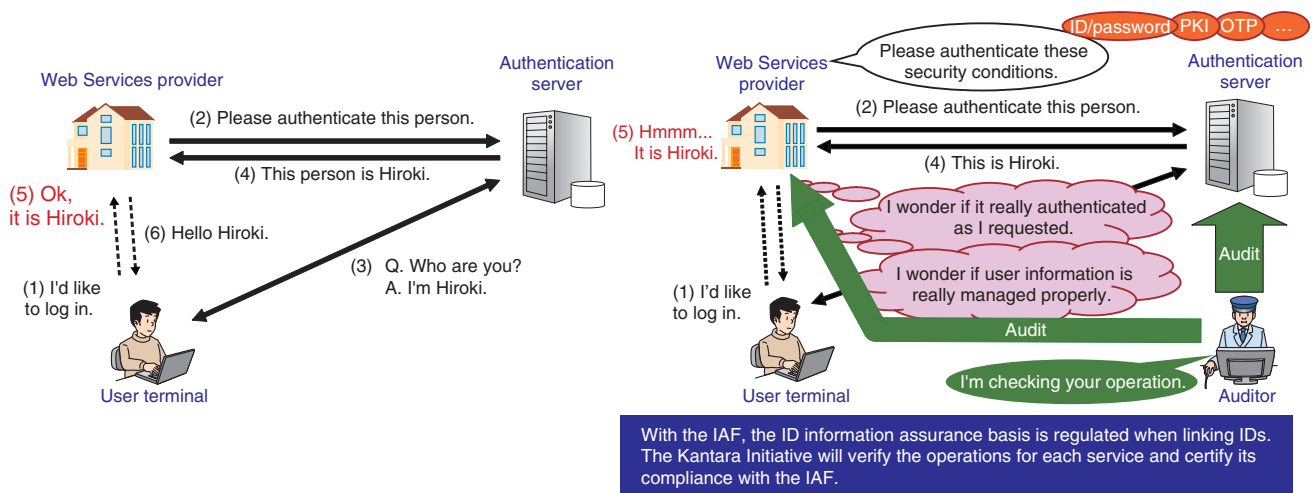 Web Services provider
Authentication
server
(2) Please authenticate this person.
(4) This person is Hiroki.
(5) Ok,
it is Hiroki.
(6) Hello Hiroki.
(3) Q. Who are you?
A. I'm Hiroki.
(1) I'd like
to log in.
User terminal
ID/password
PKI
OTP
…
Please authenticate these
security conditions.
Web Services
provider
Authentication
server
(2) Please authenticate this person.
(5) Hmmm...
It is Hiroki.
(4) This is Hiroki.
I wonder if it really authenticated
as I requested.
I wonder if user information is
really managed properly.
Audit
(1) I'd like
to log in.
Audit
I'm checking your operation.
User terminal
Auditor
With the IAF, the ID information assurance basis is regulated when linking IDs.
The Kantara Initiative will verify the operations for each service and certify its
compliance with the IAF.